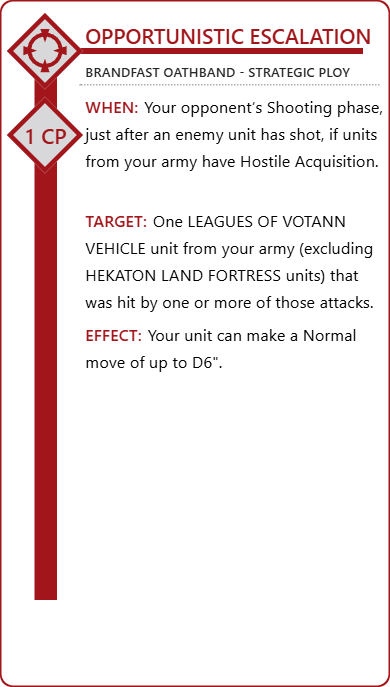 OPPORTUNISTIC ESCALATION
BRANDFAST OATHBAND - STRATEGIC PLOY
1 CP
WHEN: Your opponent's Shooting phase,
just after an enemy unit has shot, if units
from your army have Hostile Acquisition.
TARGET: One LEAGUES OF VOTANN
VEHICLE unit from your army (excluding
HEKATON LAND FORTRESS units) that
was hit by one or more of those attacks.
EFFECT: Your unit can make a Normal
move of up to D6".